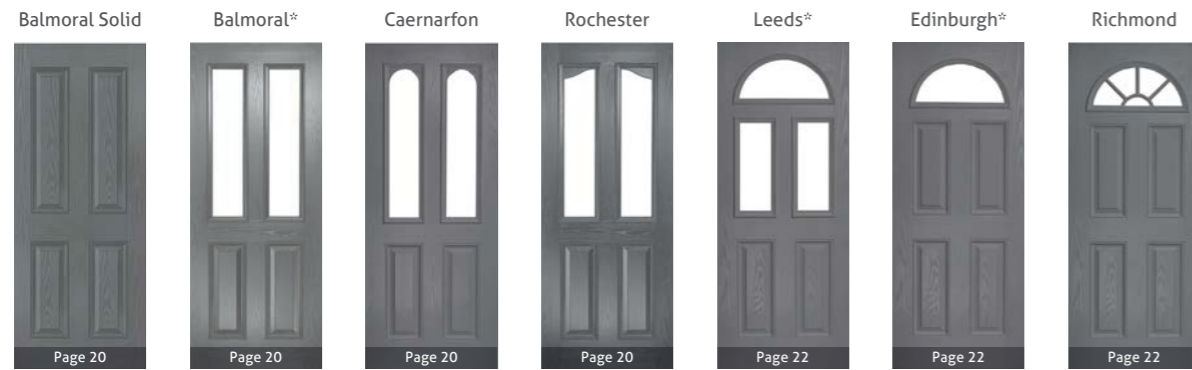 Balmoral Solid
Balmoral*
Caernarfon
Rochester
Leeds*
Edinburgh*
Richmond
Page 20
Page 20
Page 20
Page 20
Page 22
Page 22
Page 22